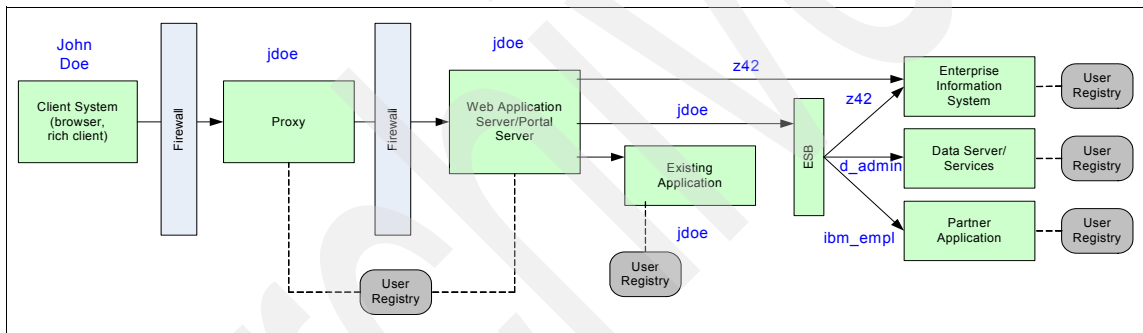 John
Doe
jdoe
jdoe
Client System
(browser,
rich client)
Firewall
Proxy
Firewall
Web Application
Server/Portal
Server
z42
jdoe
Existing
Application
jdoe
User
Registry
User
Registry
ESB
z42
d_admin
ibm_empl
Enterprise
Information
System
User
Registry
Data Server/
Services
User
Registry
Partner
Application
User
Registry